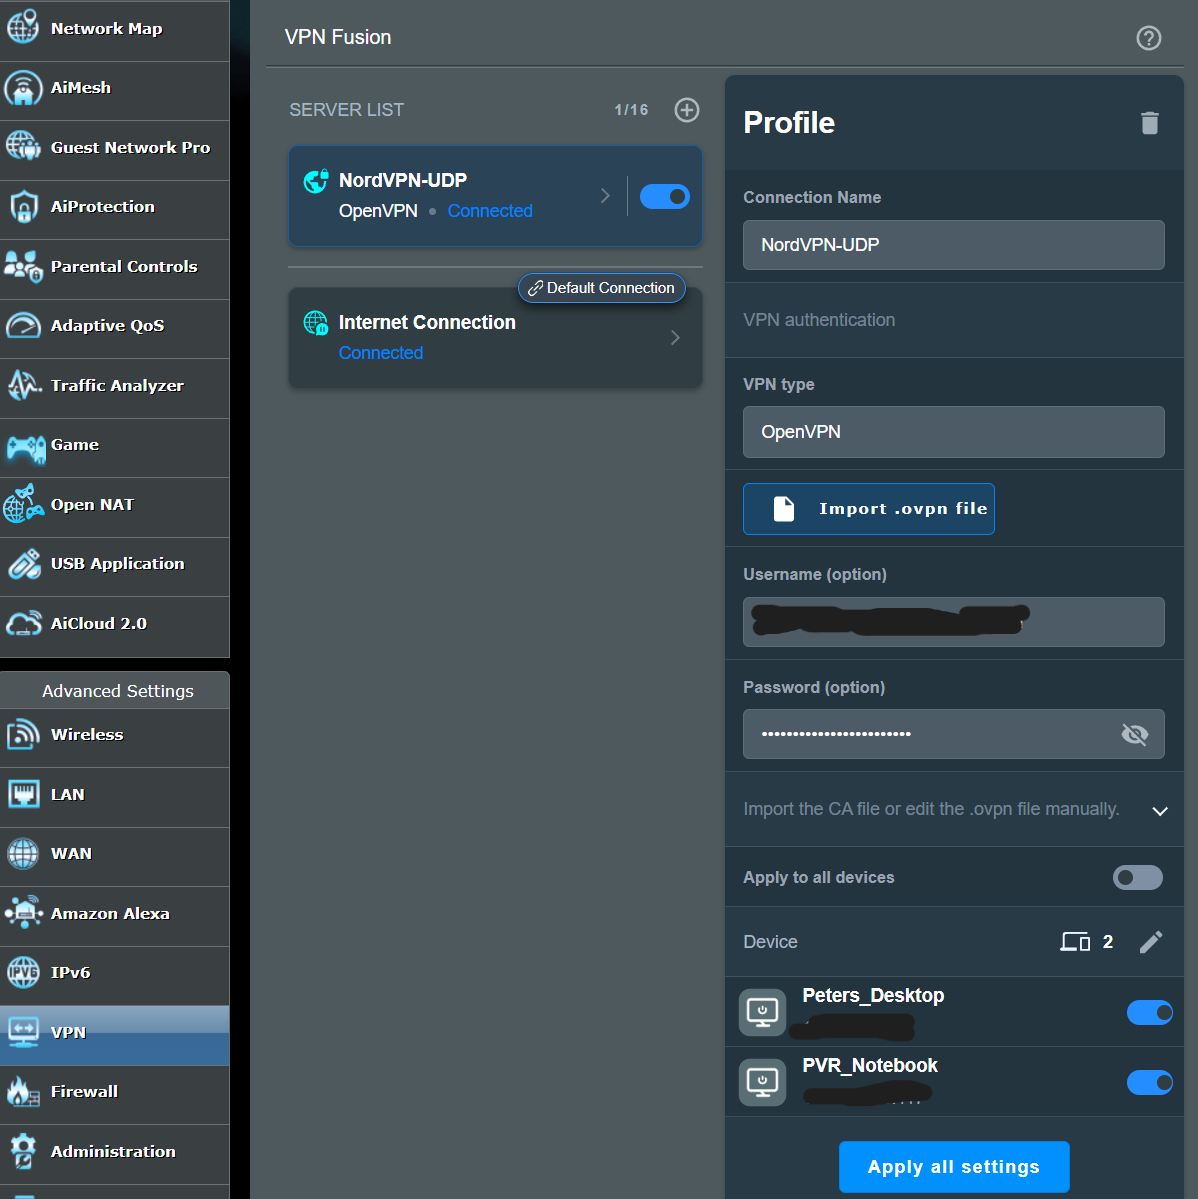 Network Map
AiMesh
Guest Network Pro
AiProtection
Parental Controls
Adaptive QoS
Traffic Analyzer
Game
Open NAT
USB Application
AiCloud 2.0
Advanced Settings
Wireless
LAN
WAN
Amazon Alexa
IPv6
VPN
Firewall
Administration
VPN Fusion
SERVER LIST 1/16
NordVPN-UDP
OpenVPN • Connected
Default Connection
Internet Connection
Connected
Profile
Connection Name
NordVPN-UDP
VPN authentication
VPN type
OpenVPN
Import .ovpn file
Username (option)
Password (option)
••••••••••••••••••••••••
Import the CA file or edit the .ovpn file manually.
Apply to all devices
Device 2
Peters_Desktop
PVR_Notebook
Apply all settings